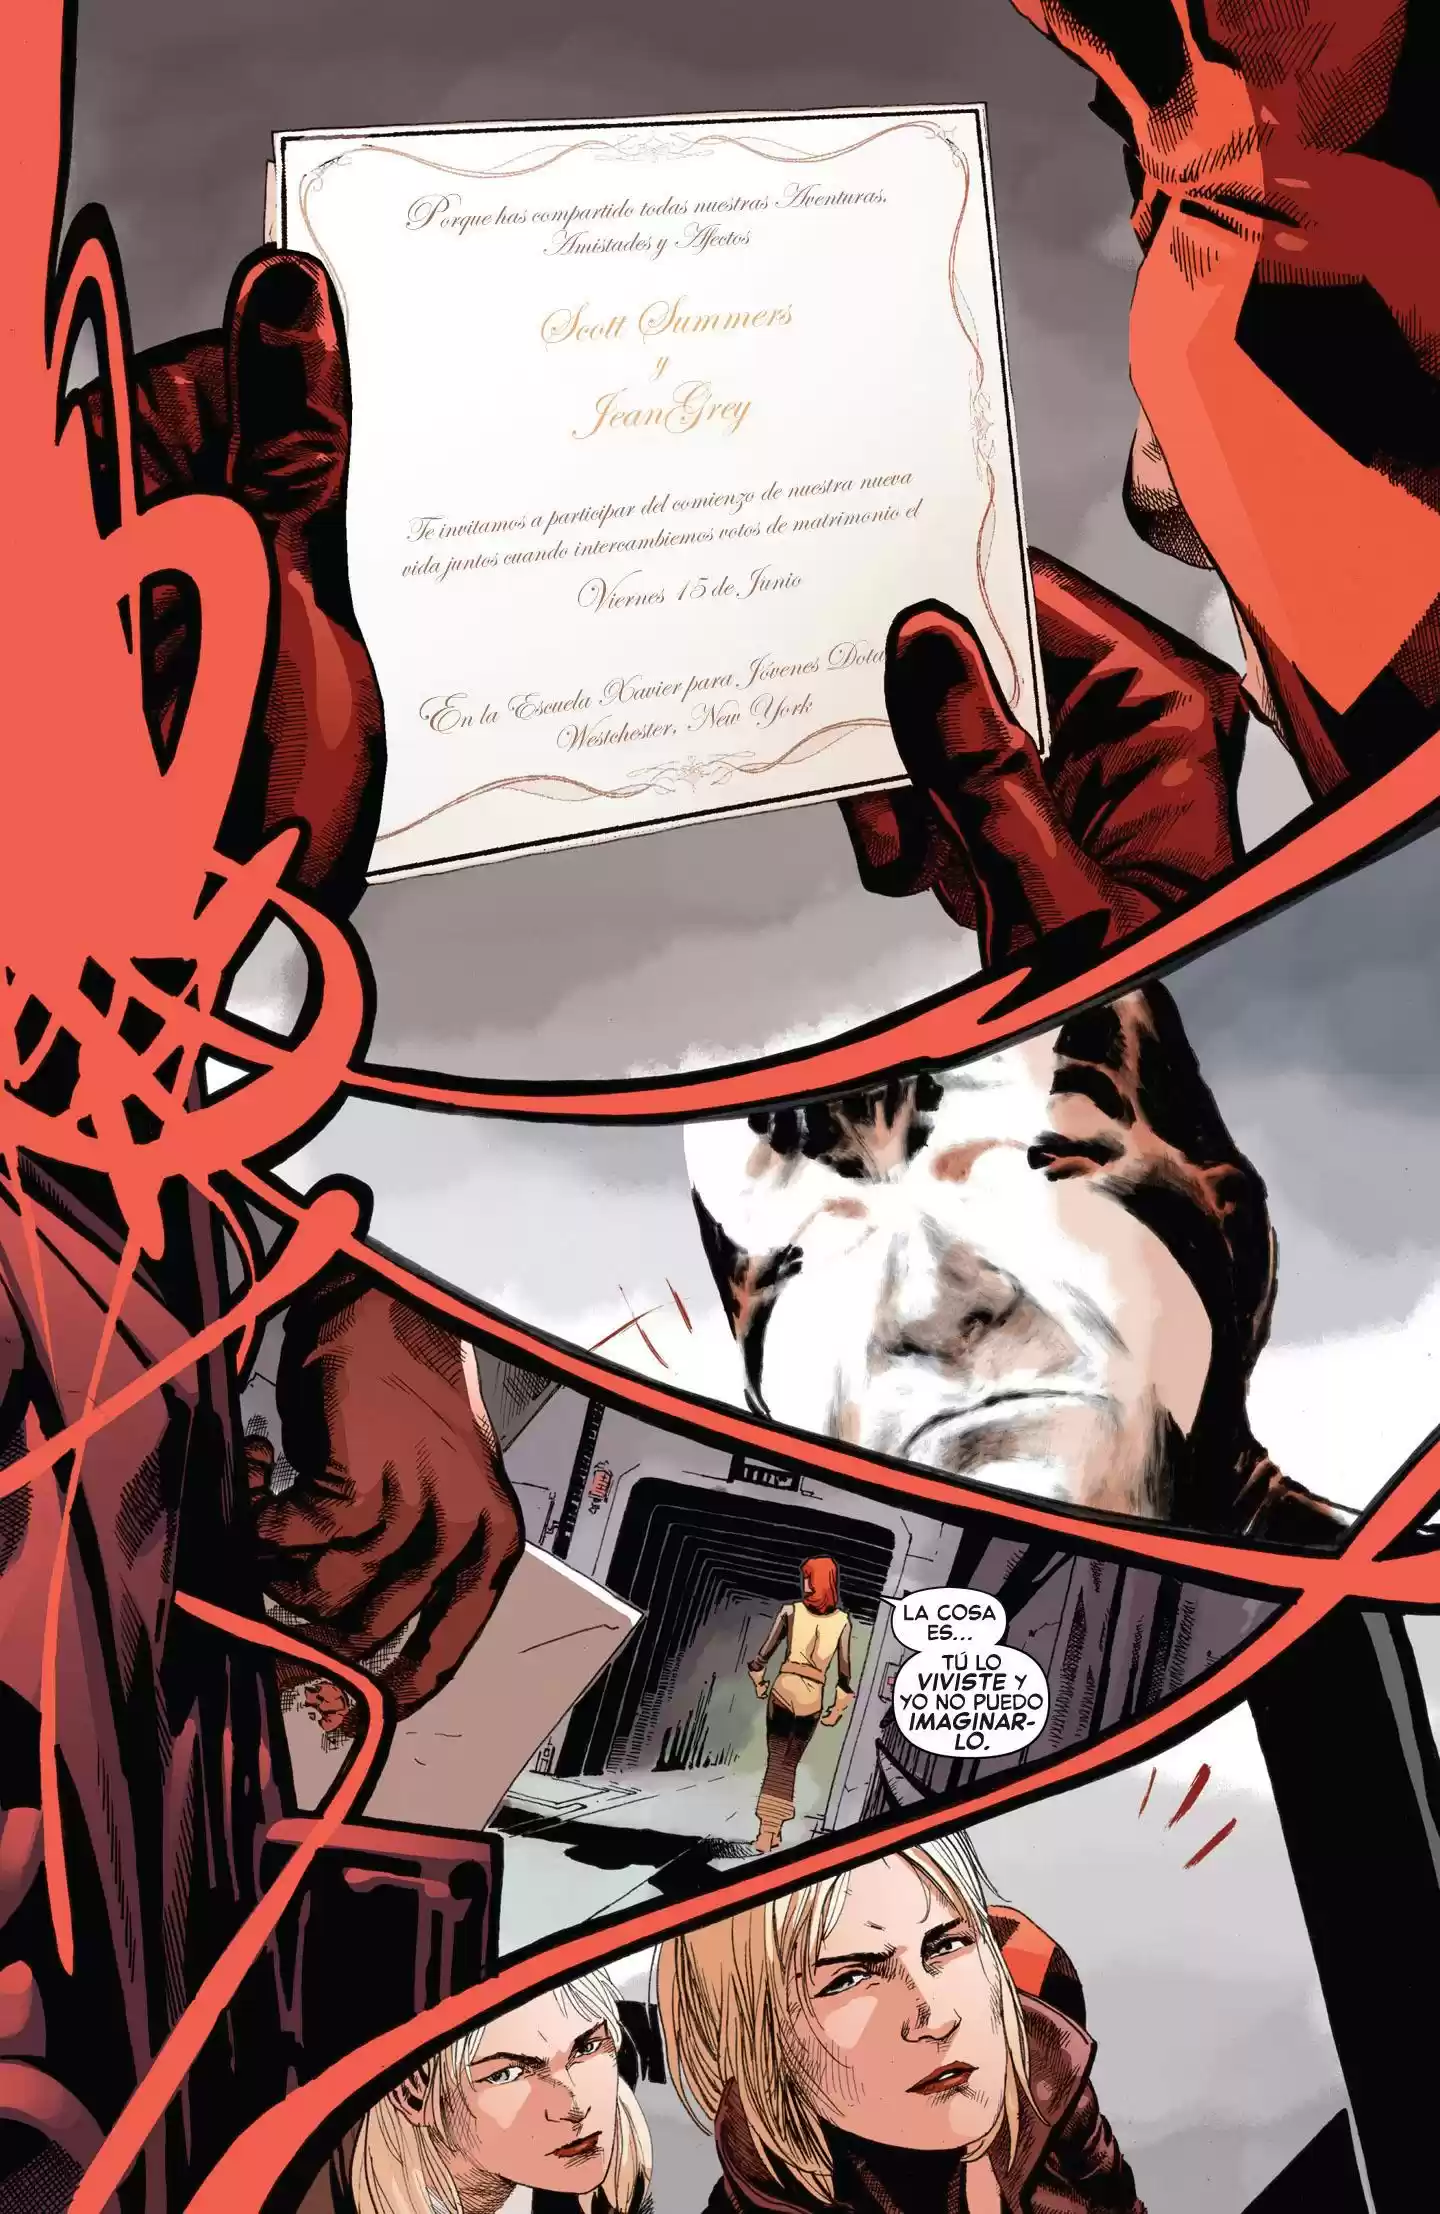 Porque has compartido todas nuestras Aventuras,
Amistades y Afectos
Scott Summers
y
Jean Grey
Te invitamos a participar del comienzo de nuestra nueva
vida juntos cuando intercambiemos votos de matrimonio el
Viernes 15 de Junio
En la Escuela Xavier para Jóvenes Dota
Westchester, New York
LA COSA
ES...
TÚ LO
VIVISTE Y
YO NO PUEDO
IMAGINAR-
LO.